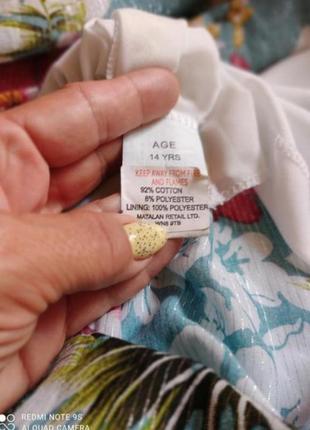 AGE
14 YRS
KEEP AWAY FROM FIRE
AND FLAMES
92% COTTON
8% POLYESTER
LINING: 100% POLYESTER
MATALAN RETAIL LTD.
9TB
REDMI NOTE 9S
AI QUAD CAMERA